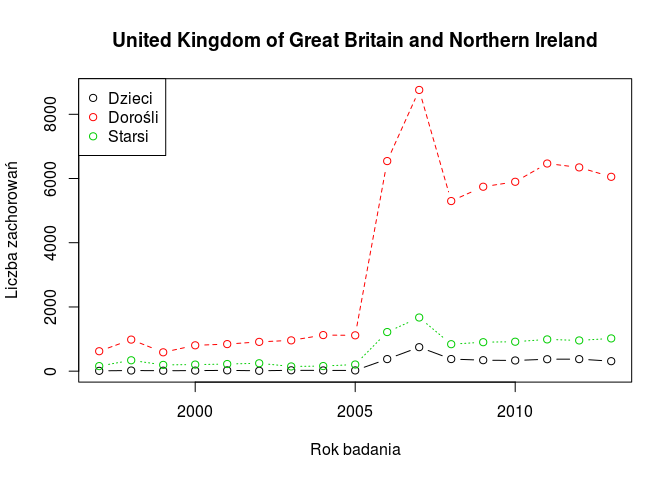 United Kingdom of Great Britain and Northern Ireland
Dzieci
Dorośli
Starsi
Liczba zachorowań
8000
6000
4000
2000
0
2000 2005 2010
Rok badania